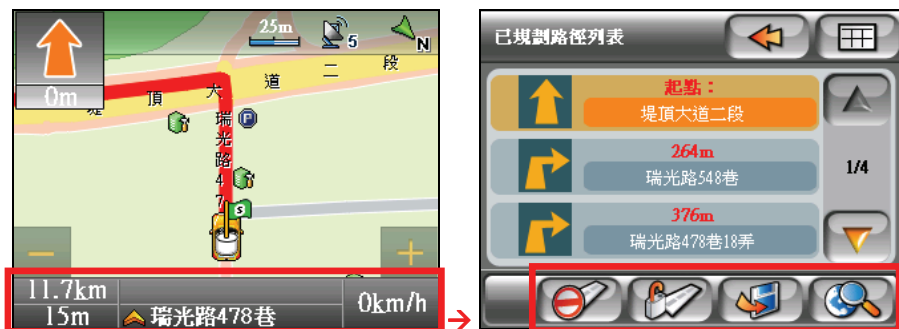 0m
25m
5
N
堤頂大道二段
瑞光路47
P
S
11.7km
15m
瑞光路478巷
0km/h
→
已規劃路徑列表
起點：
堤頂大道二段
264m
瑞光路548巷
1/4
376m
瑞光路478巷18弄